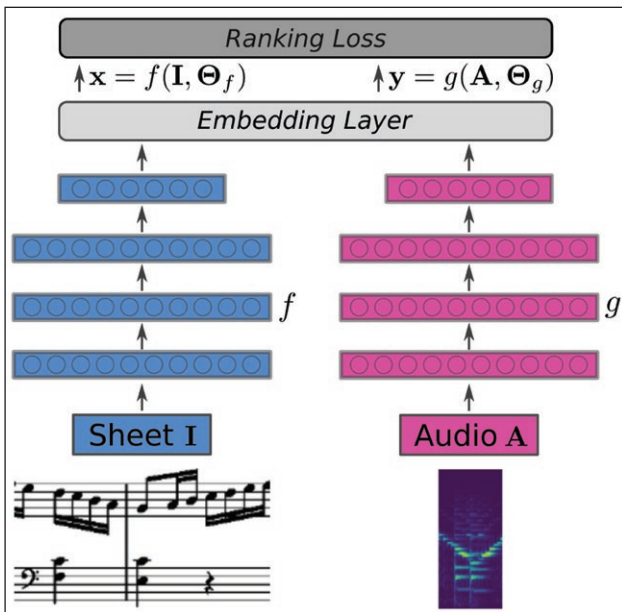 Ranking Loss
x = f(I, Θ_f) y = g(A, Θ_g)
Embedding Layer
f g
Sheet I Audio A